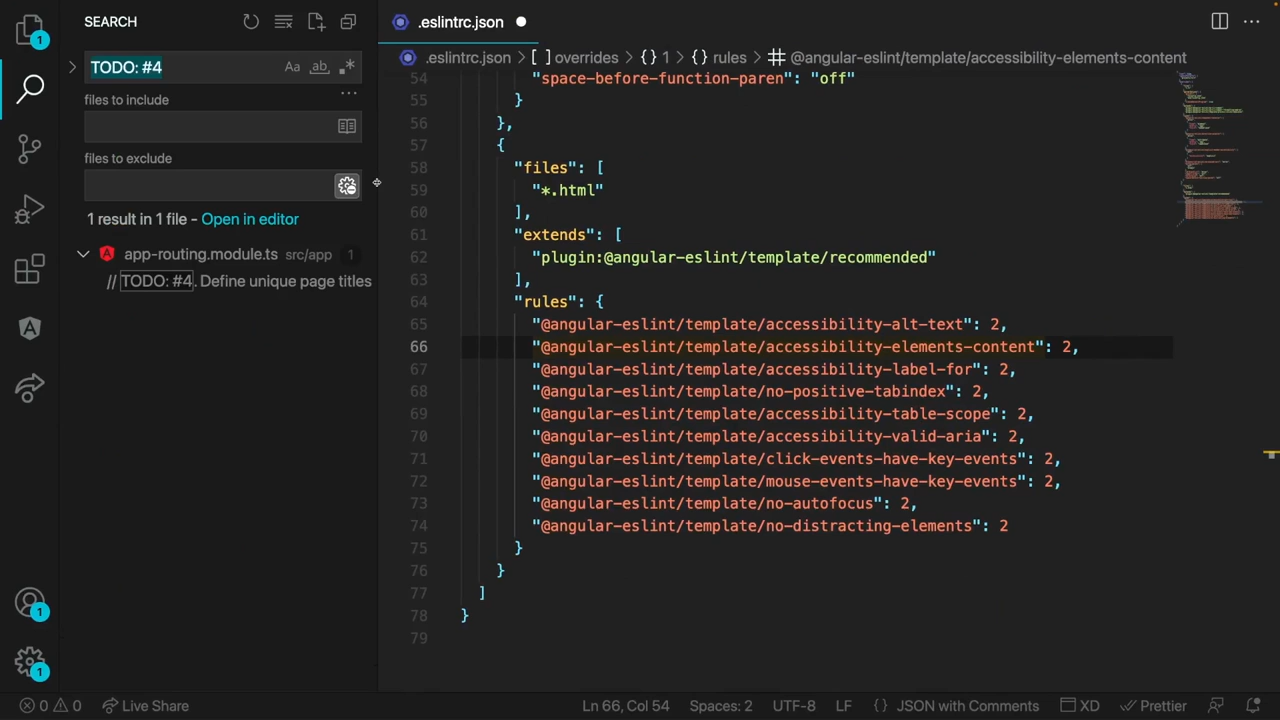 SEARCH
TODO: #4
Aa ab .*
files to include
files to exclude
1 result in 1 file - Open in editor
app-routing.module.ts src/app 1
// TODO: #4. Define unique page titles
1
1
1
.eslintrc.json
.eslintrc.json > [ ] overrides > { } 1 > { } rules > @angular-eslint/template/accessibility-elements-content
54 "space-before-function-paren": "off"
55 }
56 },
57 {
58 "files": [
59 "*.html"
60 ],
61 "extends": [
62 "plugin:@angular-eslint/template/recommended"
63 ],
64 "rules": {
65 "@angular-eslint/template/accessibility-alt-text": 2,
66 "@angular-eslint/template/accessibility-elements-content": 2,
67 "@angular-eslint/template/accessibility-label-for": 2,
68 "@angular-eslint/template/no-positive-tabindex": 2,
69 "@angular-eslint/template/accessibility-table-scope": 2,
70 "@angular-eslint/template/accessibility-valid-aria": 2,
71 "@angular-eslint/template/click-events-have-key-events": 2,
72 "@angular-eslint/template/mouse-events-have-key-events": 2,
73 "@angular-eslint/template/no-autofocus": 2,
74 "@angular-eslint/template/no-distracting-elements": 2
75 }
76 }
77 ]
78 }
79
0 0 Live Share Ln 66, Col 54 Spaces: 2 UTF-8 LF { } JSON with Comments XD Prettier